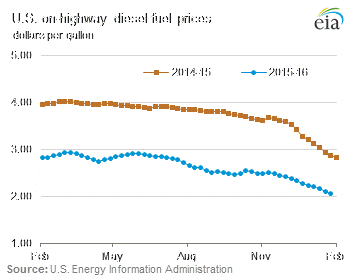 U.S. on-highway diesel fuel prices
dollars per gallon
eia
5.00
2014-15
2015-16
4.00
3.00
2.00
1.00
Feb
May
Aug
Nov
Feb
Source: U.S. Energy Information Administration